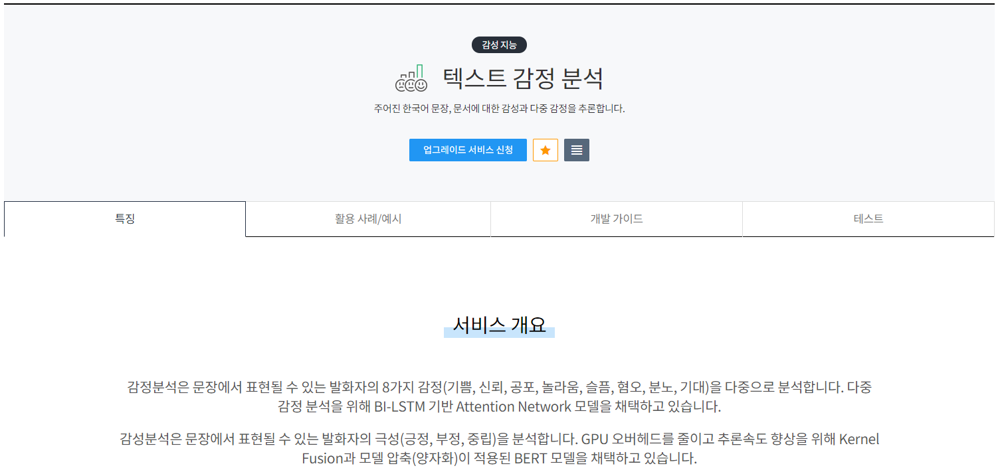 감성 지능
텍스트 감정 분석
주어진 한국어 문장, 문서에 대한 감성과 다중 감정을 추론합니다.
업그레이드 서비스 신청
특징
활용 사례/예시
개발 가이드
테스트
서비스 개요
감정분석은 문장에서 표현될 수 있는 발화자의 8가지 감정(기쁨, 신뢰, 공포, 놀라움, 슬픔, 혐오, 분노, 기대)을 다중으로 분석합니다. 다중
감정 분석을 위해 BI-LSTM 기반 Attention Network 모델을 채택하고 있습니다.
감성분석은 문장에서 표현될 수 있는 발화자의 극성(긍정, 부정, 중립)을 분석합니다. GPU 오버헤드를 줄이고 추론속도 향상을 위해 Kernel
Fusion과 모델 압축(양자화)이 적용된 BERT 모델을 채택하고 있습니다.